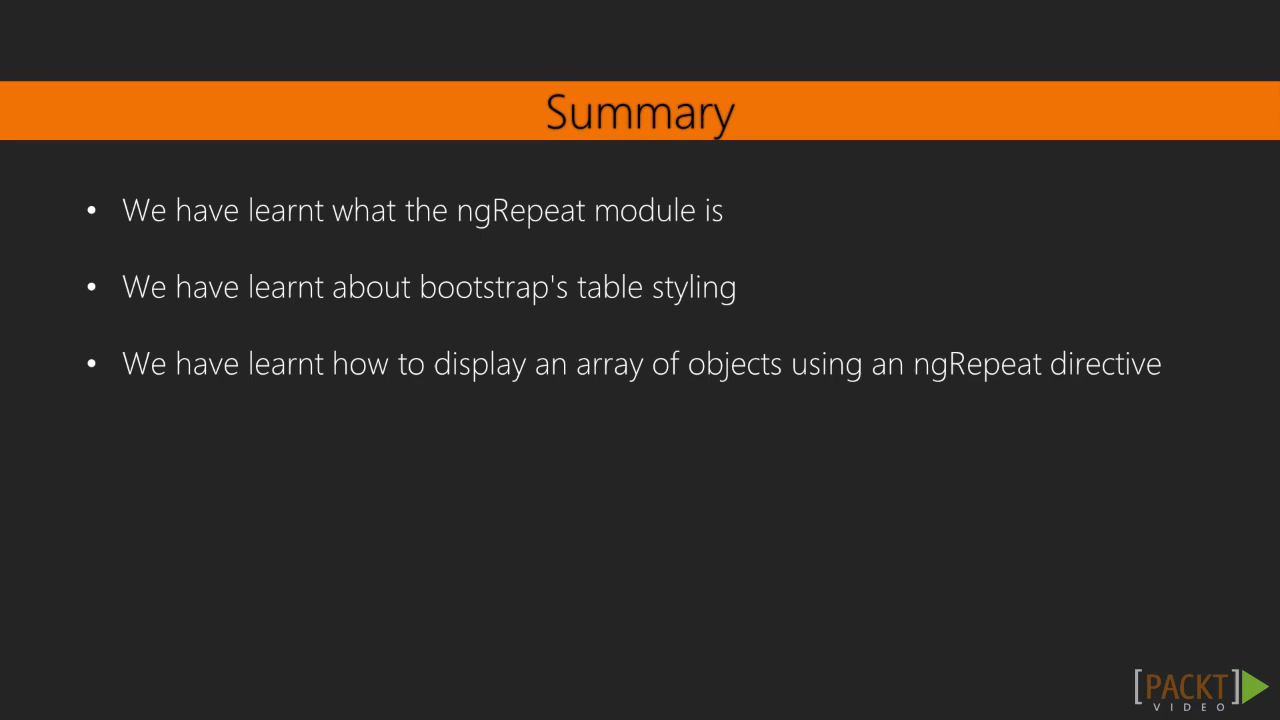 Summary
• We have learnt what the ngRepeat module is
• We have learnt about bootstrap's table styling
• We have learnt how to display an array of objects using an ngRepeat directive
[PACKT]
VIDEO